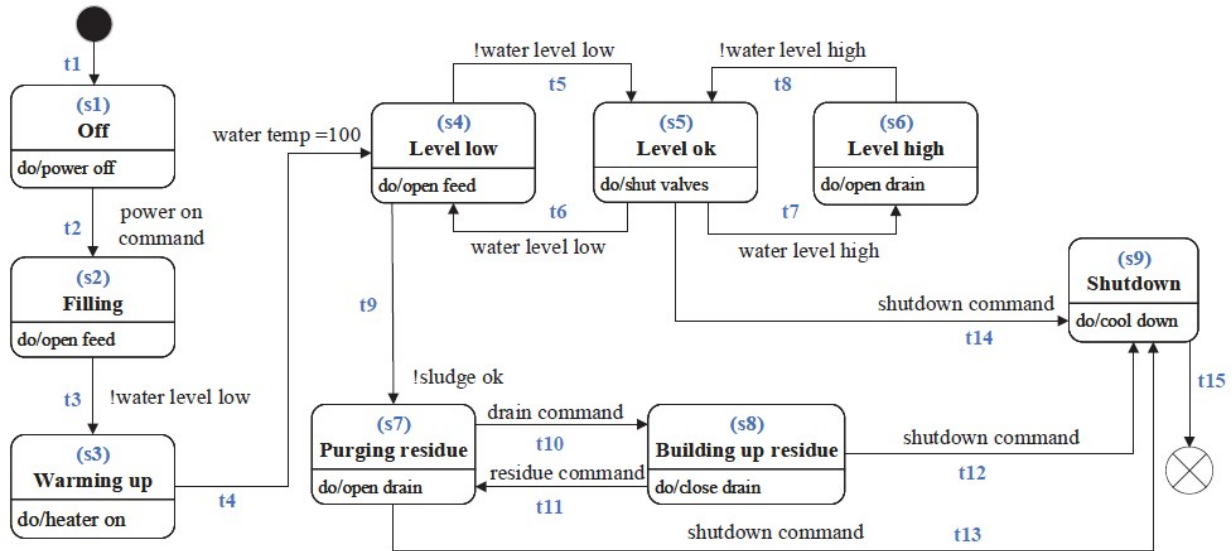 t1
(s1)
Off
do/power off
t2
power on
command
(s2)
Filling
do/open feed
t3
!water level low
(s3)
Warming up
do/heater on
t4
water temp =100
!water level low
t5
(s4)
Level low
do/open feed
t6
water level low
(s5)
Level ok
do/shut valves
!water level high
t8
(s6)
Level high
do/open drain
t7
water level high
t9
!sludge ok
(s7)
Purging residue
do/open drain
drain command
t10
residue command
t11
(s8)
Building up residue
do/close drain
shutdown command
t14
shutdown command
t12
shutdown command
t13
(s9)
Shutdown
do/cool down
t15